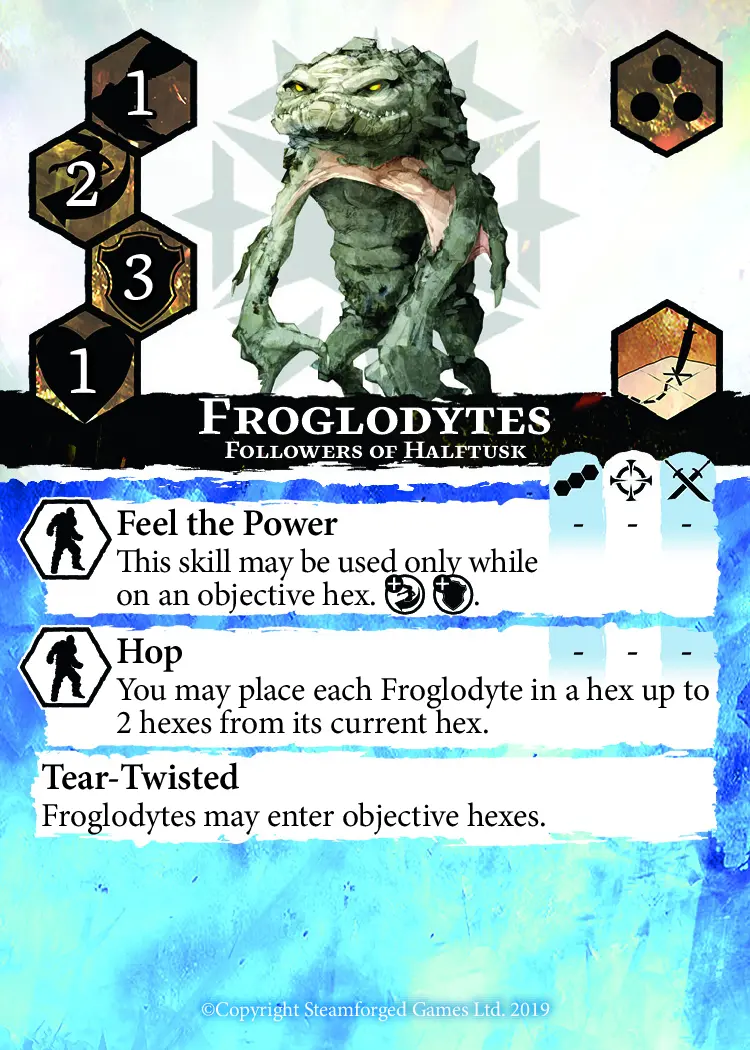 1
2
3
1
Froglodytes
Followers of Halftusk
Feel the Power
- - -
This skill may be used only while
on an objective hex. .
Hop
- - -
You may place each Froglodyte in a hex up to
2 hexes from its current hex.
Tear-Twisted
Froglodytes may enter objective hexes.
©Copyright Steamforged Games Ltd. 2019